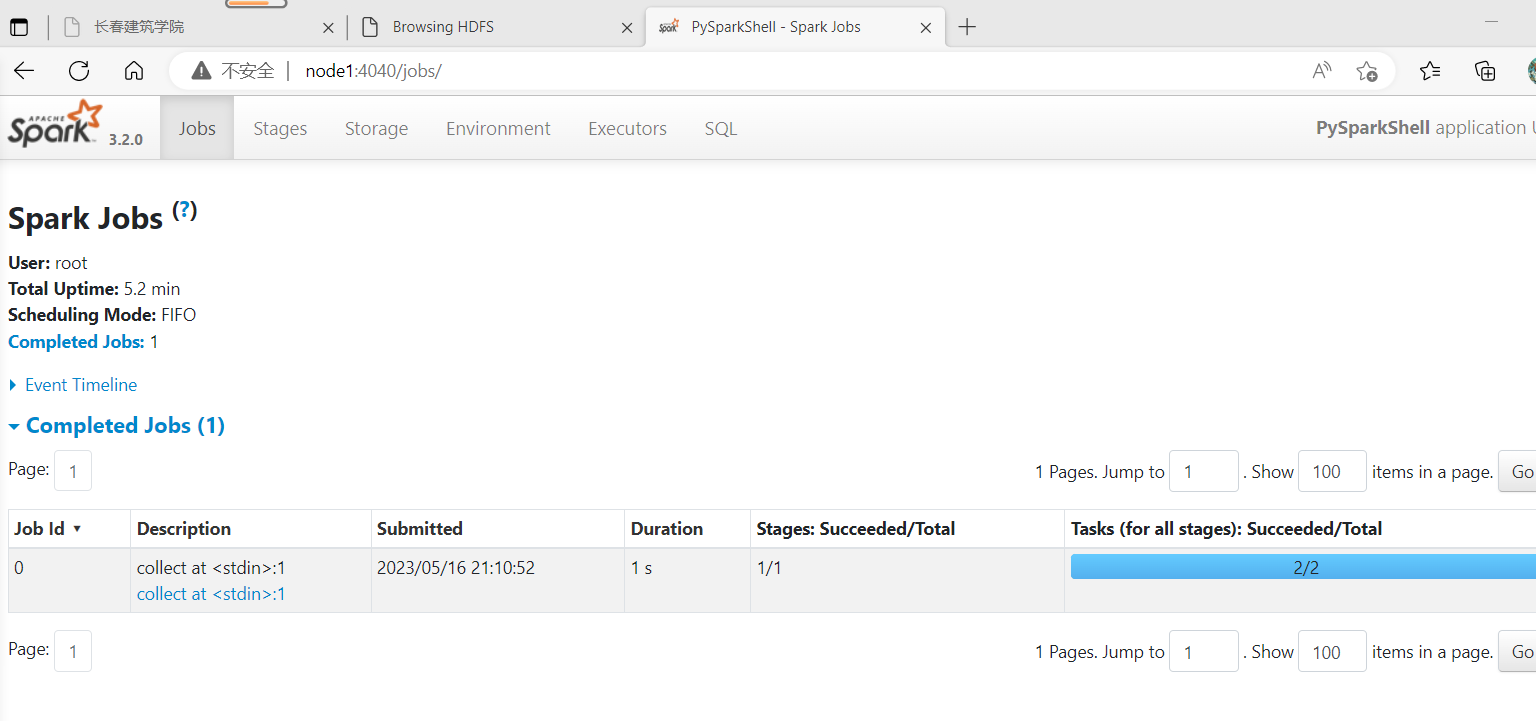 长春建筑学院
Browsing HDFS
PySparkShell - Spark Jobs
不安全 node1:4040/jobs/
APACHE Spark 3.2.0 Jobs Stages Storage Environment Executors SQL PySparkShell application
Spark Jobs (?)
User: root
Total Uptime: 5.2 min
Scheduling Mode: FIFO
Completed Jobs: 1
Event Timeline
Completed Jobs (1)
Page: 1 1 Pages. Jump to 1 . Show 100 items in a page. Go
Job Id ▾ Description Submitted Duration Stages: Succeeded/Total Tasks (for all stages): Succeeded/Total
0 collect at <stdin>:1 2023/05/16 21:10:52 1 s 1/1 2/2
collect at <stdin>:1
Page: 1 1 Pages. Jump to 1 . Show 100 items in a page. Go